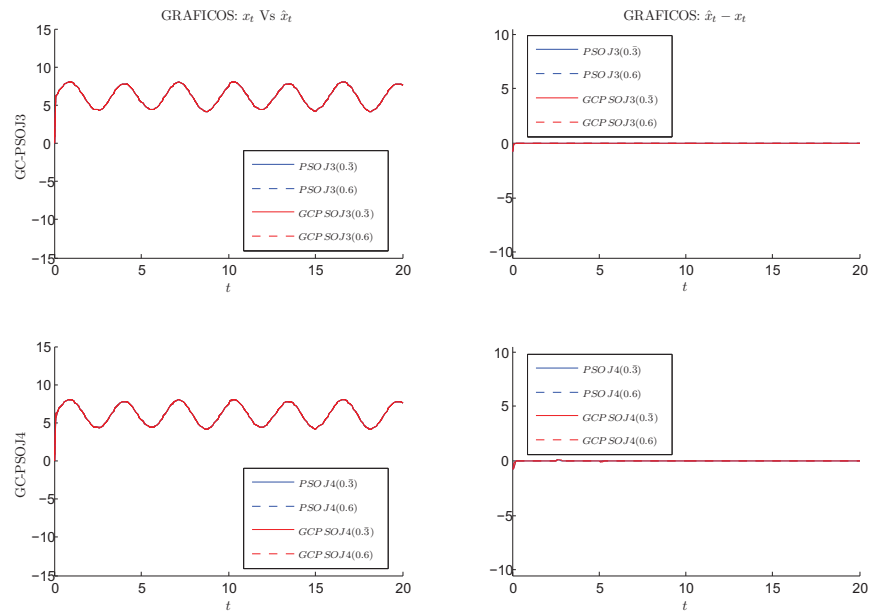 GRAFICOS: x_t Vs x̂_t
GC-PSOJ3
15
10
5
0
−5
−10
−15
0 5 10 15 20
t
PSOJ3(0.3̄)
PSOJ3(0.6)
GCPSOJ3(0.3̄)
GCPSOJ3(0.6)
GRAFICOS: x̂_t − x_t
10
5
0
−5
−10
0 5 10 15 20
t
PSOJ3(0.3̄)
PSOJ3(0.6)
GCPSOJ3(0.3̄)
GCPSOJ3(0.6)
GC-PSOJ4
15
10
5
0
−5
−10
−15
0 5 10 15 20
t
PSOJ4(0.3̄)
PSOJ4(0.6)
GCPSOJ4(0.3̄)
GCPSOJ4(0.6)
10
5
0
−5
−10
0 5 10 15 20
t
PSOJ4(0.3̄)
PSOJ4(0.6)
GCPSOJ4(0.3̄)
GCPSOJ4(0.6)